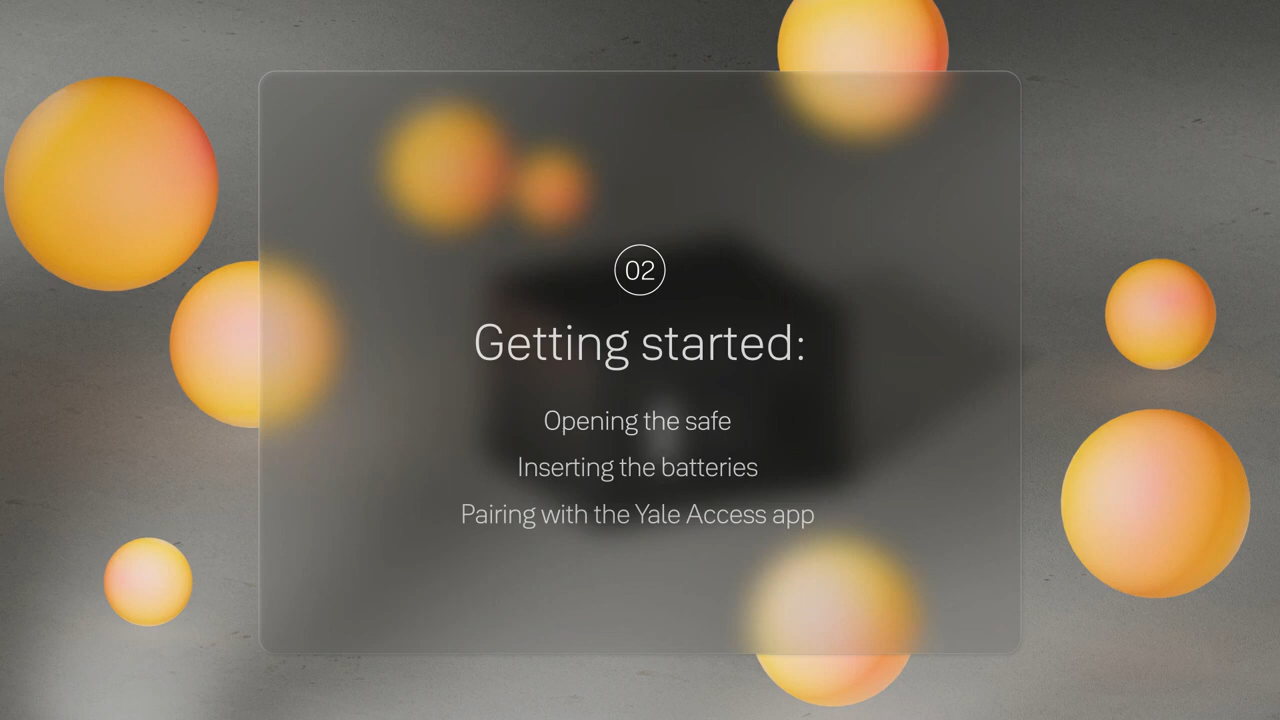 02
Getting started:
Opening the safe
Inserting the batteries
Pairing with the Yale Access app